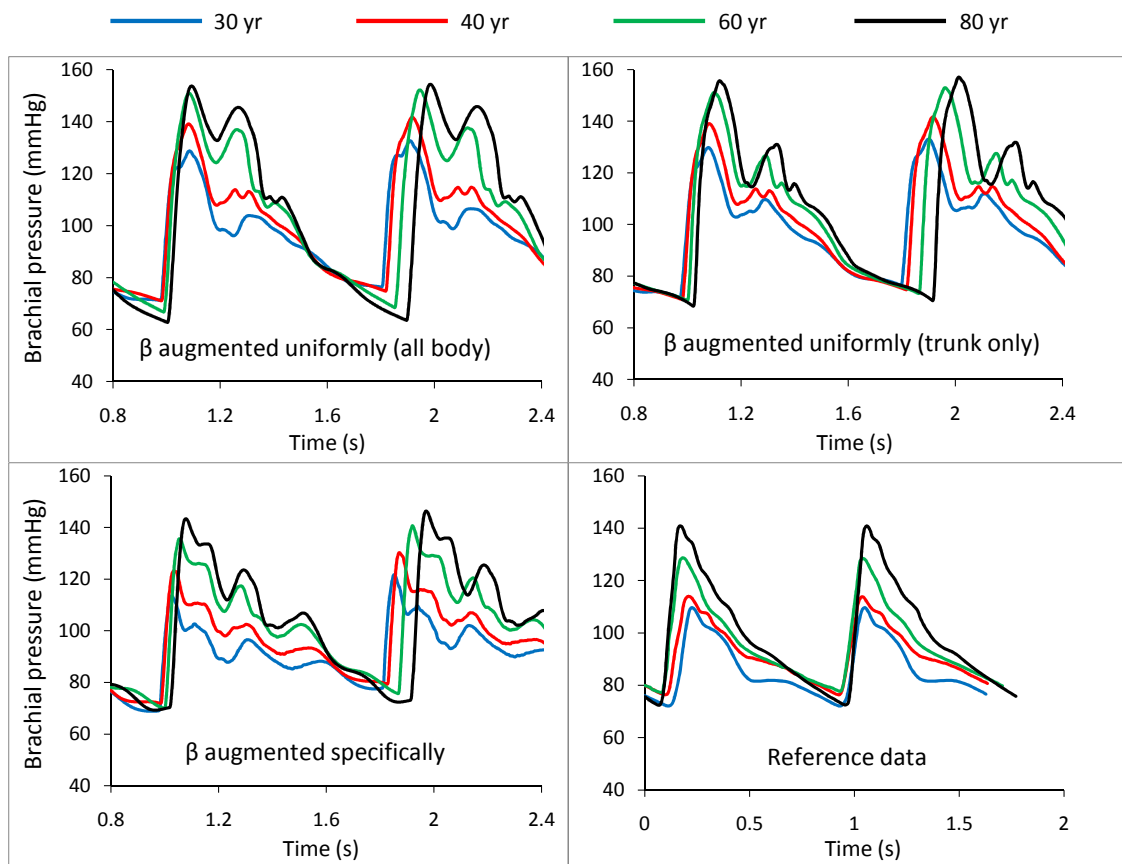 30 yr 40 yr 60 yr 80 yr
160
140
120
100
80
60
40
Brachial pressure (mmHg)
β augmented uniformly (all body)
0.8 1.2 1.6 2 2.4
Time (s)
160
140
120
100
80
60
40
β augmented uniformly (trunk only)
0.8 1.2 1.6 2 2.4
Time (s)
160
140
120
100
80
60
40
Brachial pressure (mmHg)
β augmented specifically
0.8 1.2 1.6 2 2.4
Time (s)
160
140
120
100
80
60
40
Reference data
0 0.5 1 1.5 2
Time (s)